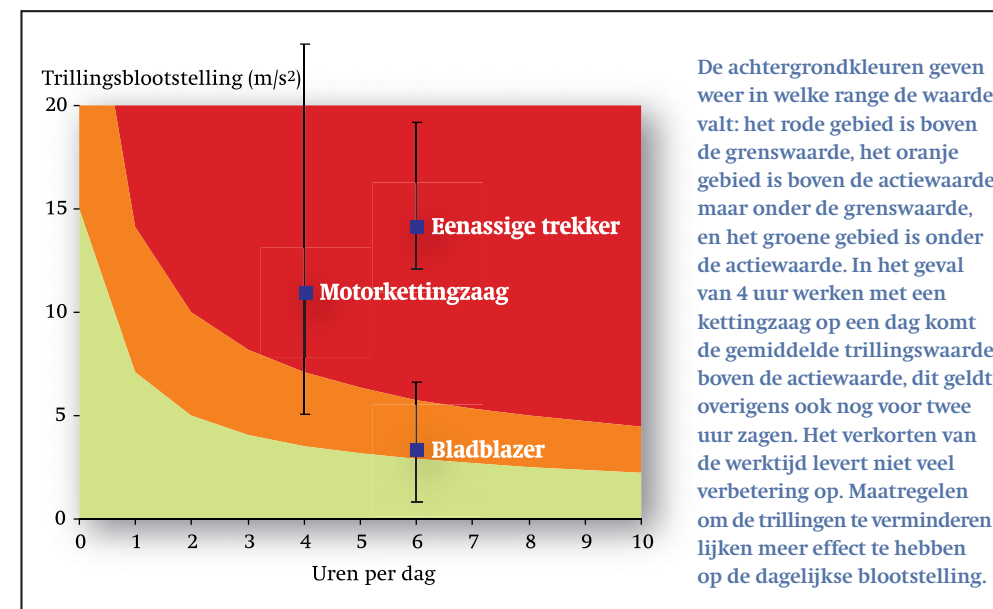 Trillingsblootstelling (m/s²)
20
15
10
5
0
0 1 2 3 4 5 6 7 8 9 10
Uren per dag
Eenassige trekker
Motorkettingzaag
Bladblazer
De achtergrondkleuren geven
weer in welke range de waarde
valt: het rode gebied is boven
de grenswaarde, het oranje
gebied is boven de actiewaarde
maar onder de grenswaarde,
en het groene gebied is onder
de actiewaarde. In het geval
van 4 uur werken met een
kettingzaag op een dag komt
de gemiddelde trillingswaarde
boven de actiewaarde, dit geldt
overigens ook nog voor twee
uur zagen. Het verkorten van
de werktijd levert niet veel
verbetering op. Maatregelen
om de trillingen te verminderen
lijken meer effect te hebben
op de dagelijkse blootstelling.